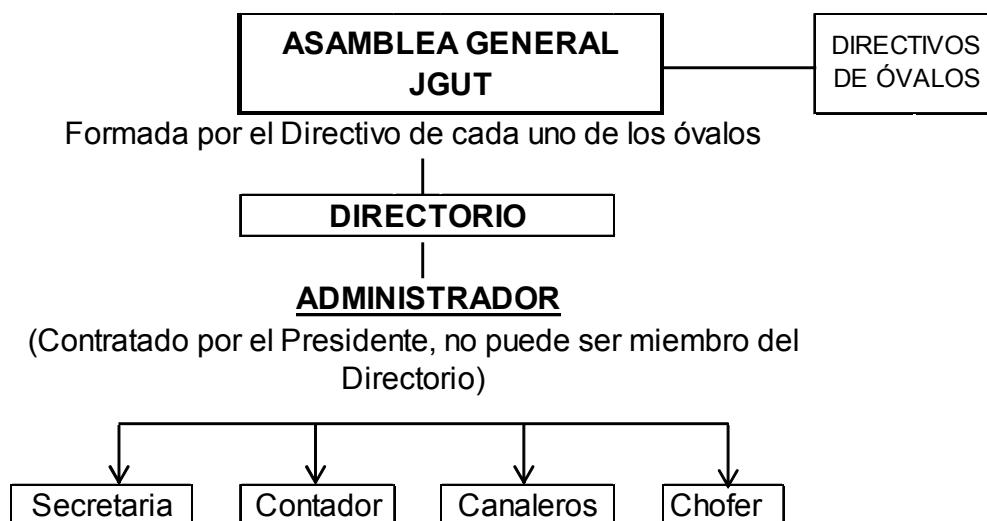 ASAMBLEA GENERAL
JGUT
DIRECTIVOS
DE ÓVALOS
Formada por el Directivo de cada uno de los óvalos
DIRECTORIO
ADMINISTRADOR
(Contratado por el Presidente, no puede ser miembro del
Directorio)
Secretaria
Contador
Canaleros
Chofer